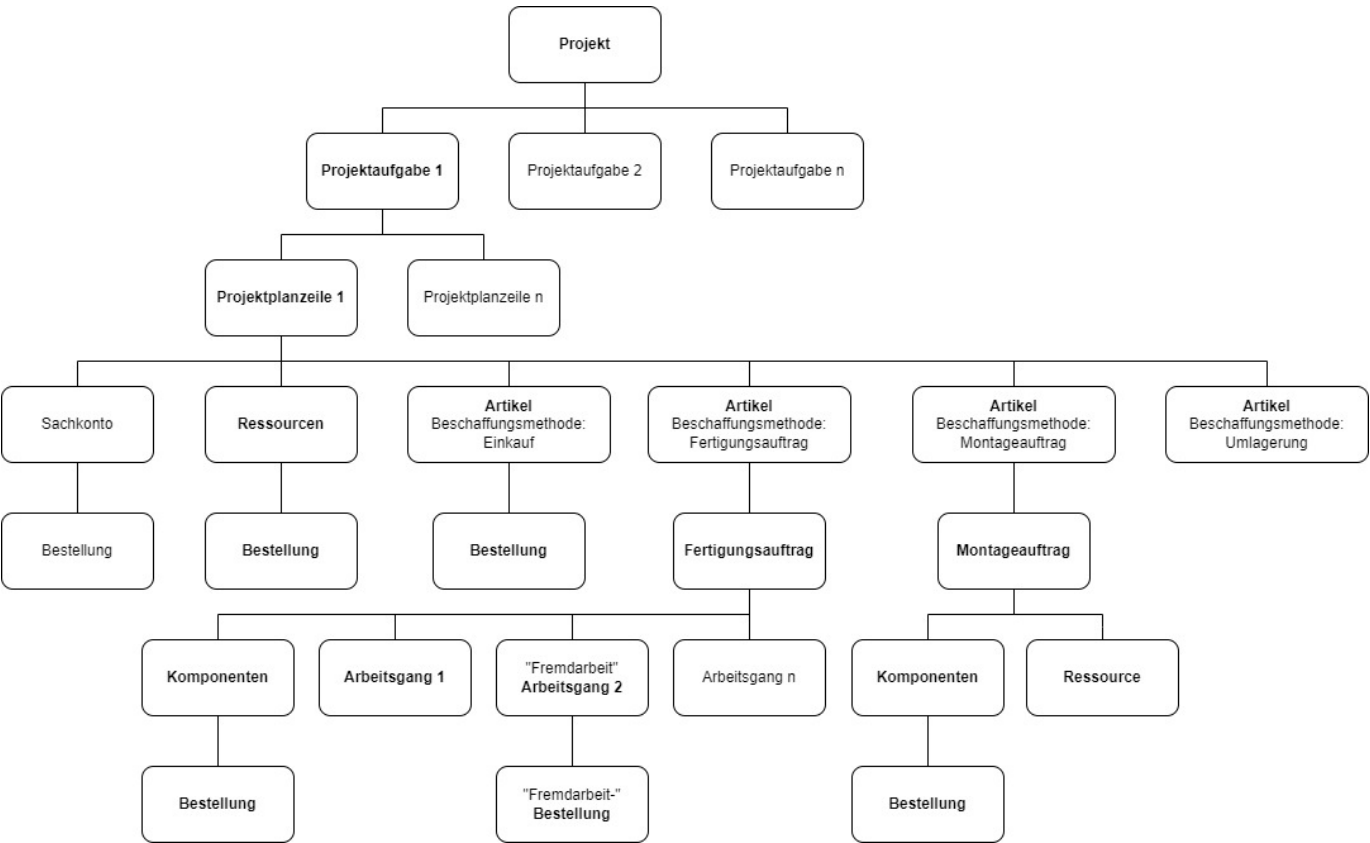 Projekt
Projektaufgabe 1
Projektaufgabe 2
Projektaufgabe n
Projektplanzeile 1
Projektplanzeile n
Sachkonto
Ressourcen
Artikel
Beschaffungsmethode:
Einkauf
Artikel
Beschaffungsmethode:
Fertigungsauftrag
Artikel
Beschaffungsmethode:
Montageauftrag
Artikel
Beschaffungsmethode:
Umlagerung
Bestellung
Bestellung
Bestellung
Fertigungsauftrag
Montageauftrag
Komponenten
Arbeitsgang 1
"Fremdarbeit"
Arbeitsgang 2
Arbeitsgang n
Komponenten
Ressource
Bestellung
"Fremdarbeit-"
Bestellung
Bestellung